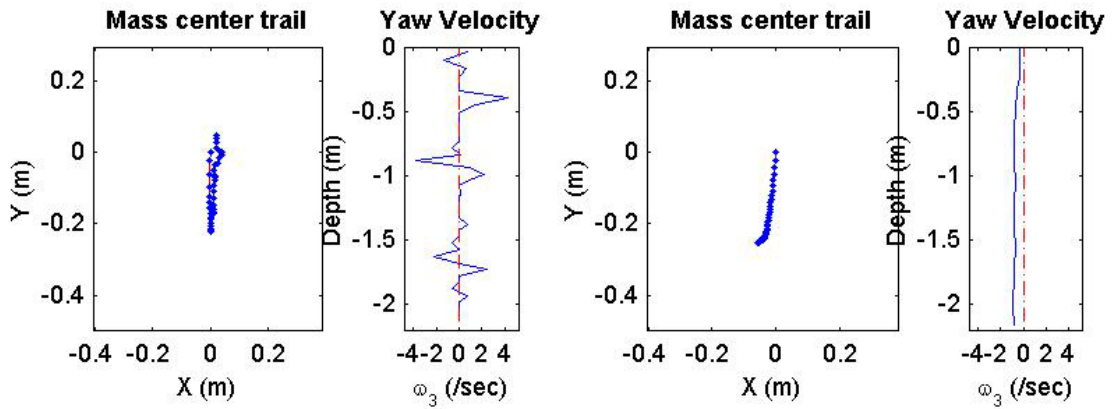 Mass center trail
Y (m)
0.2
0
-0.2
-0.4
-0.4 -0.2 0 0.2
X (m)
Yaw Velocity
Depth (m)
0
-0.5
-1
-1.5
-2
-4 -2 0 2 4
ω_3 (/sec)
Mass center trail
Y (m)
0.2
0
-0.2
-0.4
-0.4 -0.2 0 0.2
X (m)
Yaw Velocity
Depth (m)
0
-0.5
-1
-1.5
-2
-4 -2 0 2 4
ω_3 (/sec)